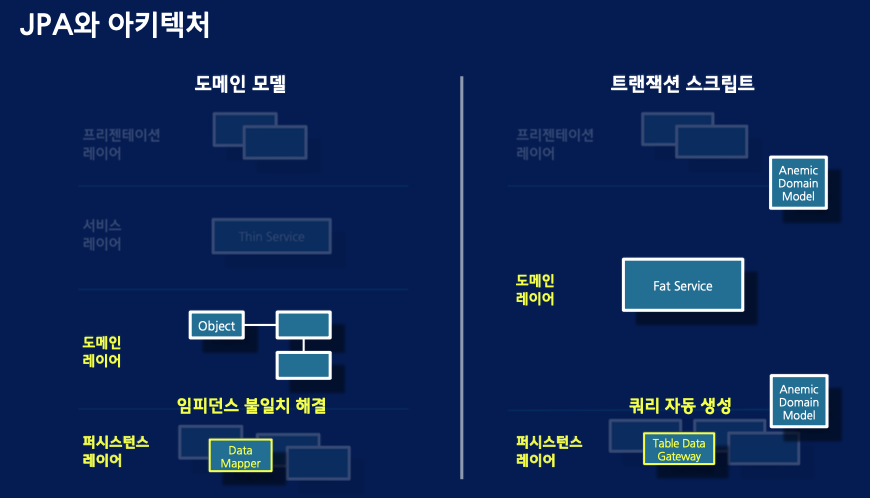 JPA와 아키텍처
도메인 모델
프리젠테이션
레이어
서비스
레이어
Thin Service
도메인
레이어
Object
임피던스 불일치 해결
퍼시스턴스
레이어
Data
Mapper
트랜잭션 스크립트
프리젠테이션
레이어
Anemic
Domain
Model
도메인
레이어
Fat Service
쿼리 자동 생성
Anemic
Domain
Model
퍼시스턴스
레이어
Table Data
Gateway